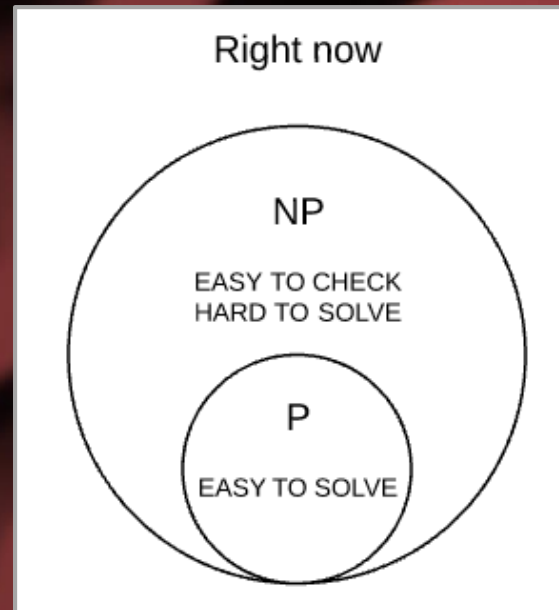 Right now
NP
EASY TO CHECK
HARD TO SOLVE
P
EASY TO SOLVE